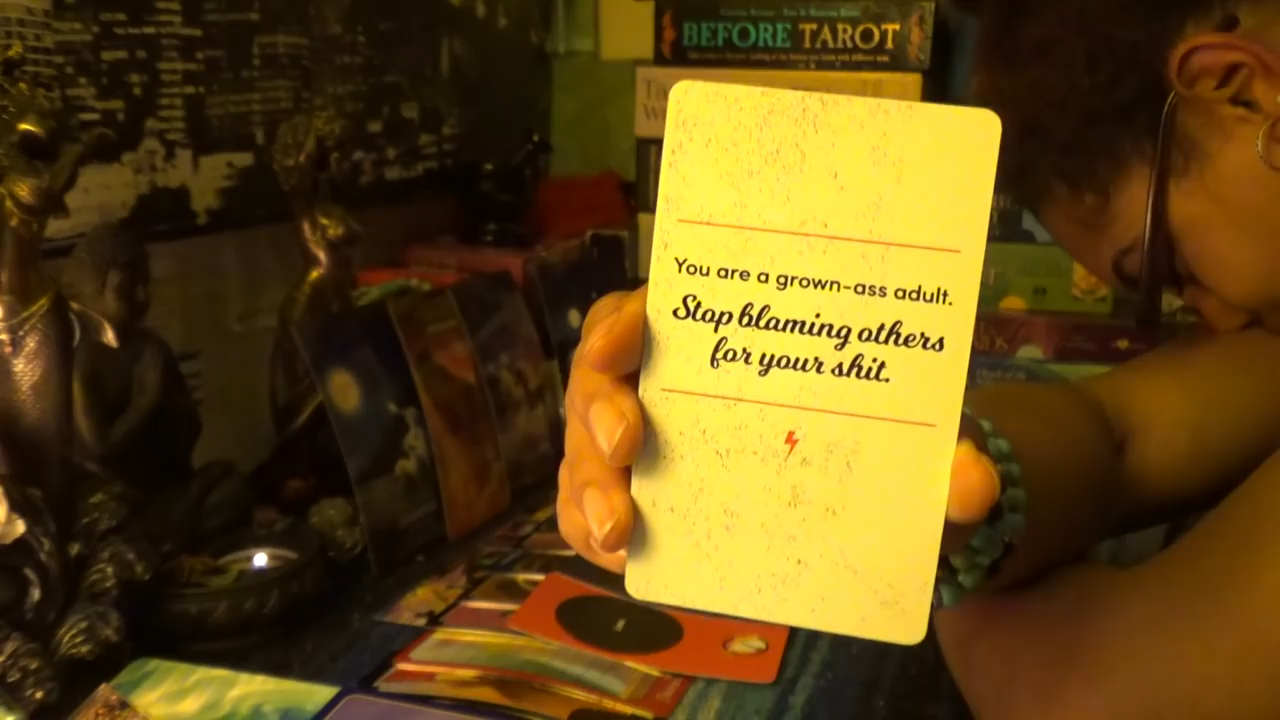 BEFORE TAROT
You are a grown-ass adult.
Stop blaming others
for your shit.